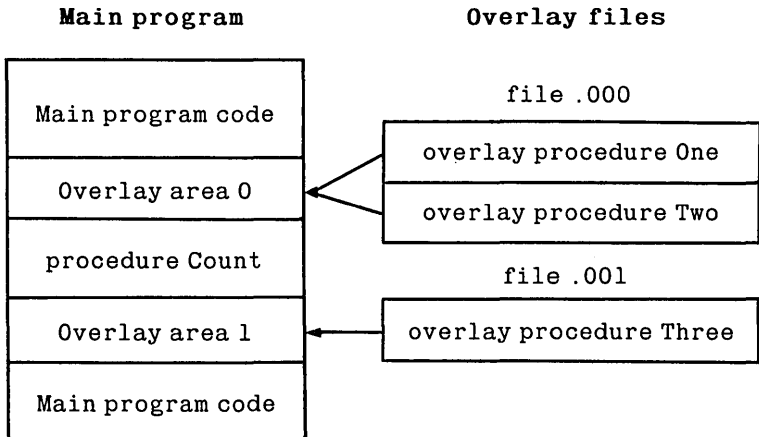 Main program
Overlay files
Main program code
Overlay area 0
procedure Count
Overlay area 1
Main program code
file .000
overlay procedure One
overlay procedure Two
file .001
overlay procedure Three